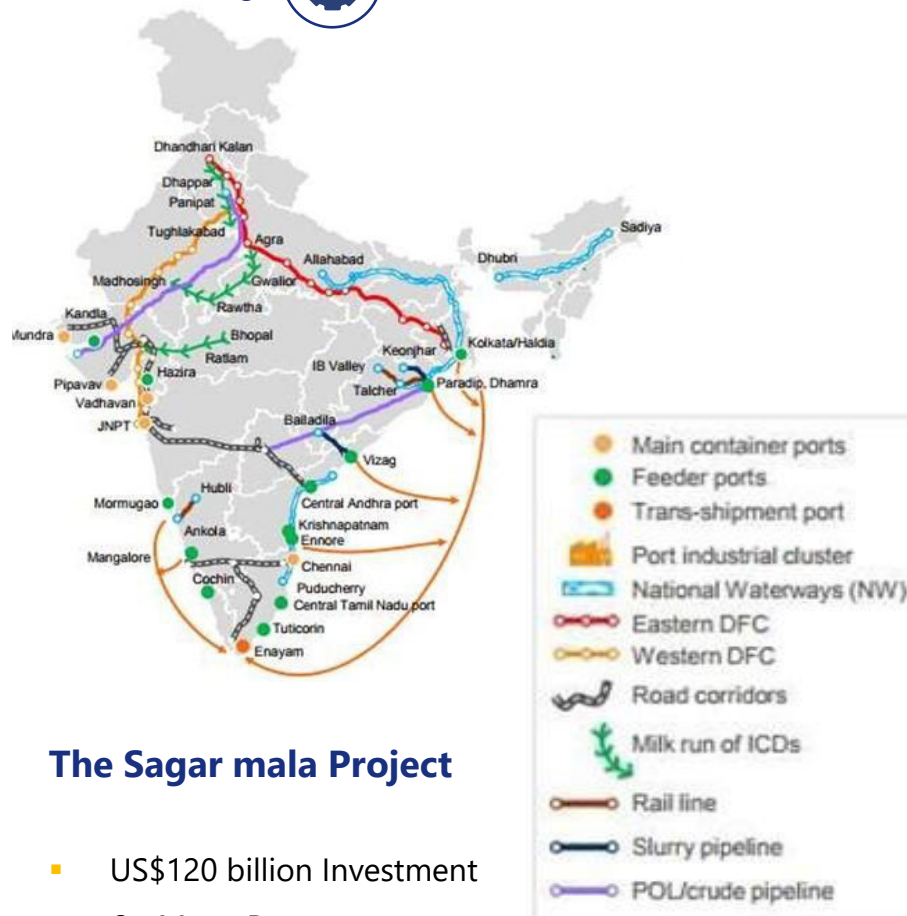 Dhandhari Kalan
Dhappar
Panipat
Tughlakabad
Agra
Sadiya
Dhubri
Allahabad
Madhosingh
Gwalior
Rawtha
Kandla
Mundra
Bhopal
Ratlam
Kolkata/Haldia
Keonjhar
IB Valley
Hazira
Pipavav
Talcher
Paradip, Dhamra
Vadhavan
JNPT
Bailadila
Vizag
Hubli
Mormugao
Central Andhra port
Ankola
Krishnapatnam
Ennore
Mangalore
Chennai
Cochin
Puducherry
Central Tamil Nadu port
Tuticorin
Enayam
Main container ports
Feeder ports
Trans-shipment port
Port industrial cluster
National Waterways (NW)
Eastern DFC
Western DFC
Road corridors
Milk run of ICDs
Rail line
Slurry pipeline
POL/crude pipeline
The Sagar mala Project
▪ US$120 billion Investment